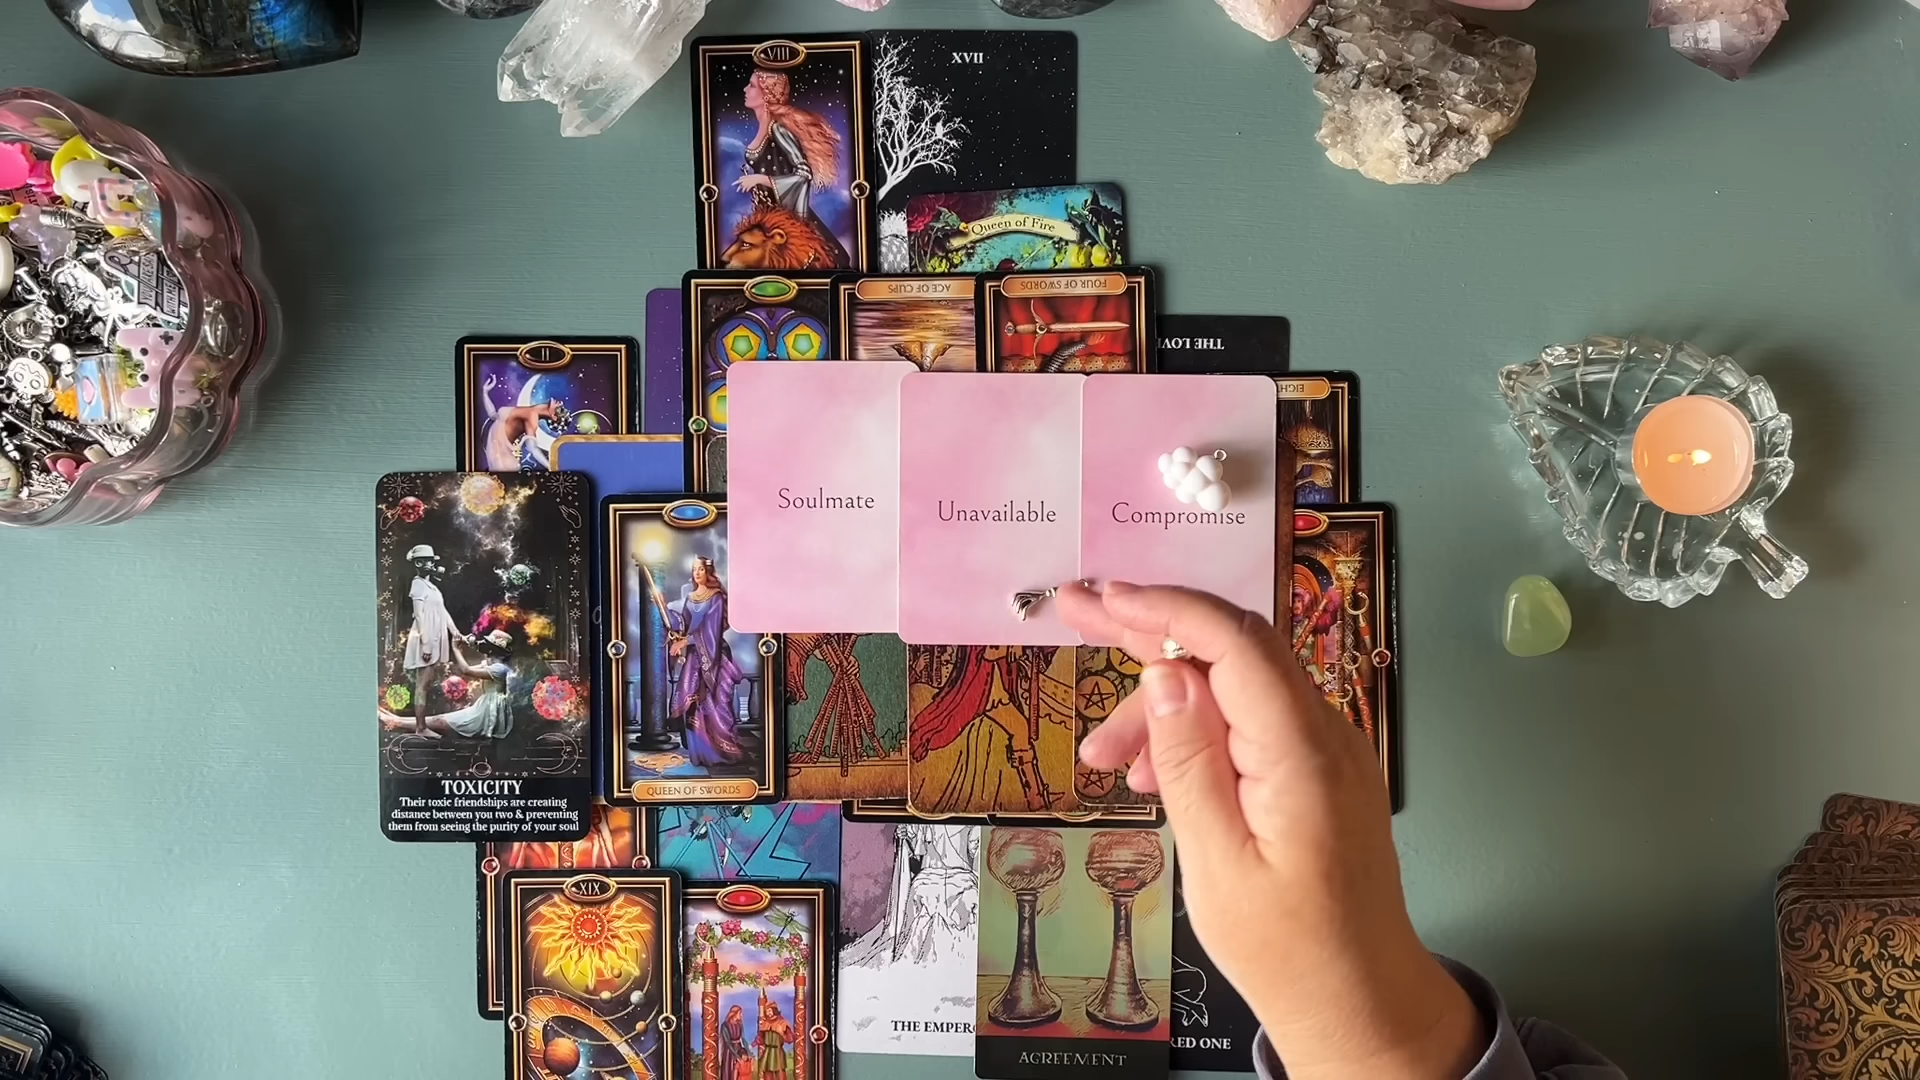 VIII
XVII
Queen of Fire
ACE OF CUPS
FOUR OF SWORDS
THE LOV
II
EIGH
Soulmate
Unavailable
Compromise
TOXICITY
Their toxic friendships are creating
distance between you two & preventing
them from seeing the purity of your soul
QUEEN OF SWORDS
XIX
THE EMPER
RED ONE
AGREEMENT